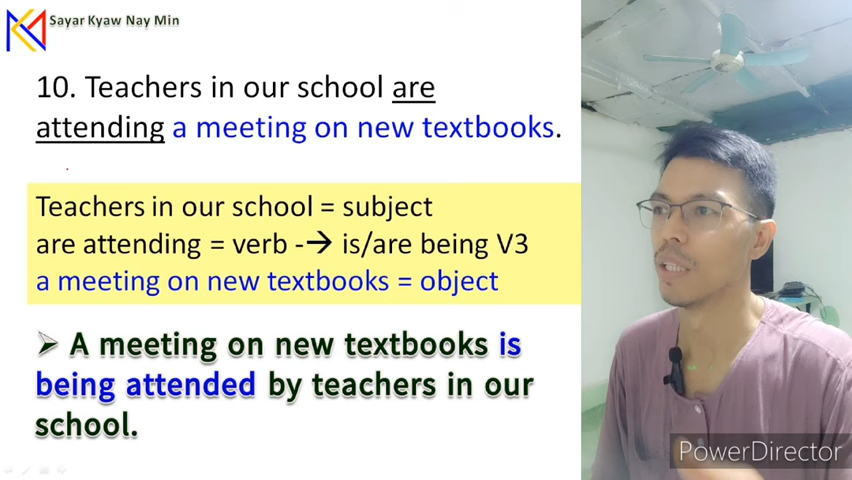 Sayar Kyaw Nay Min
10. Teachers in our school are
attending a meeting on new textbooks.
Teachers in our school = subject
are attending = verb -→ is/are being V3
a meeting on new textbooks = object
➢ A meeting on new textbooks is
being attended by teachers in our
school.
PowerDirector